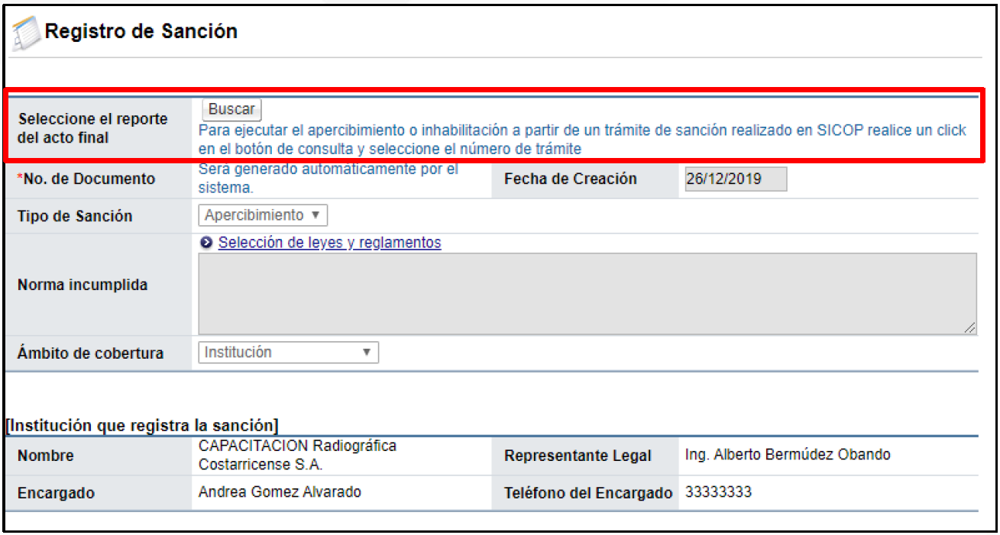 Registro de Sanción
Seleccione el reporte
del acto final
Buscar
Para ejecutar el apercibimiento o inhabilitación a partir de un trámite de sanción realizado en SICOP realice un click
en el botón de consulta y seleccione el número de trámite
*No. de Documento
Será generado automáticamente por el
sistema.
Fecha de Creación
26/12/2019
Tipo de Sanción
Apercibimiento
Norma incumplida
Selección de leyes y reglamentos
Ámbito de cobertura
Institución
[Institución que registra la sanción]
Nombre
CAPACITACION Radiográfica
Costarricense S.A.
Representante Legal
Ing. Alberto Bermúdez Obando
Encargado
Andrea Gomez Alvarado
Teléfono del Encargado
33333333